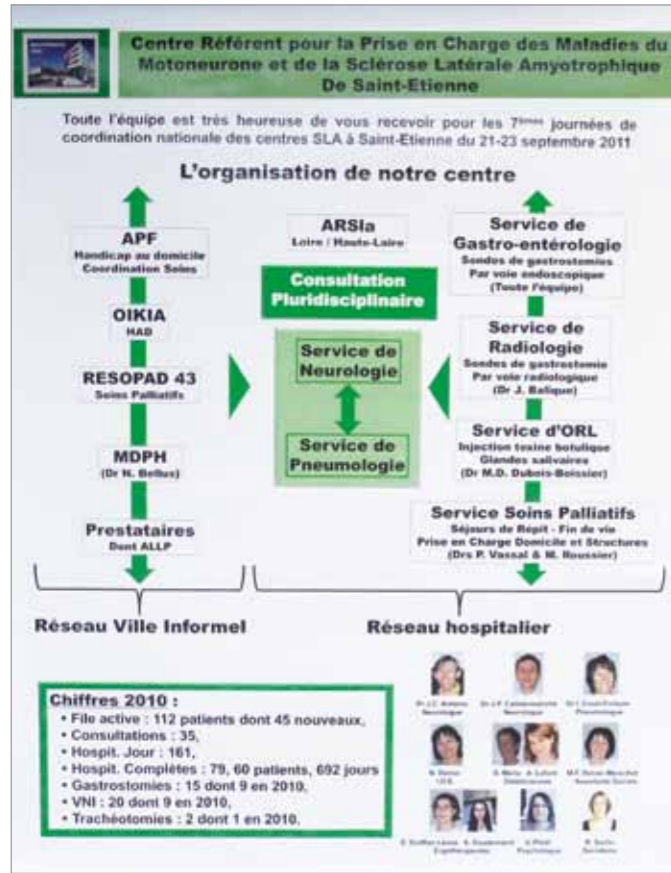 Centre Référent pour la Prise en Charge des Maladies du
Motoneurone et de la Sclérose Latérale Amyotrophique
De Saint-Etienne
Toute l'équipe est très heureuse de vous recevoir pour les 7èmes journées de
coordination nationale des centres SLA à Saint-Etienne du 21-23 septembre 2011
L'organisation de notre centre
APF
Handicap au domicile
Coordination Soins
OIKIA
HAD
RESOPAD 43
Soins Palliatifs
MDPH
(Dr N. Bellus)
Prestataires
Dont ALLP
Réseau Ville Informel
ARSla
Loire / Haute-Loire
Consultation
Pluridisciplinaire
Service de
Neurologie
Service de
Pneumologie
Service de
Gastro-entérologie
Sondes de gastrostomies
Par voie endoscopique
(Toute l'équipe)
Service de
Radiologie
Sondes de gastrostomie
Par voie radiologique
(Dr J. Balique)
Service d'ORL
Injection toxine botulique
Glandes salivaires
(Dr M.D. Dubois-Boissier)
Service Soins Palliatifs
Séjours de Répit - Fin de vie
Prise en Charge Domicile et Structures
(Drs P. Vassal & M. Roussier)
Réseau hospitalier
Chiffres 2010 :
• File active : 112 patients dont 45 nouveaux,
• Consultations : 35,
• Hospit. Jour : 161,
• Hospit. Complètes : 79, 60 patients, 692 jours
• Gastrostomies : 15 dont 9 en 2010,
• VNI : 20 dont 9 en 2010,
• Trachéotomies : 2 dont 1 en 2010,
Neurologue
Neurologue
Pneumologue
Assistante Sociale
Ergothérapeutes
Psychologue
Secrétaire